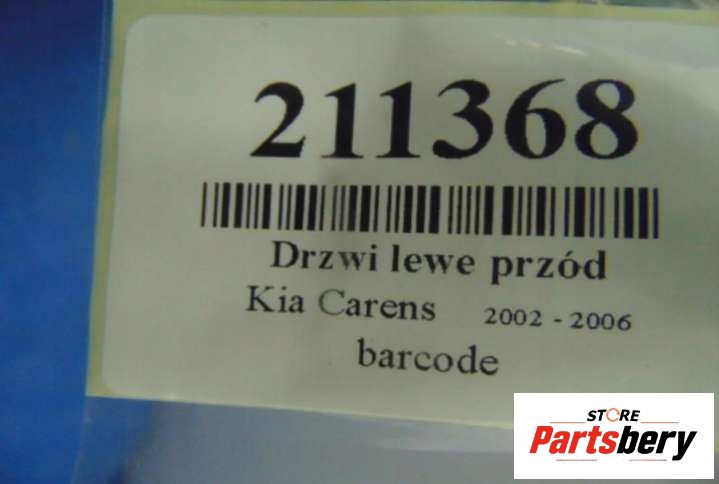 211368
Drzwi lewe przód
Kia Carens 2002 - 2006
barcode
STORE
Partsbery